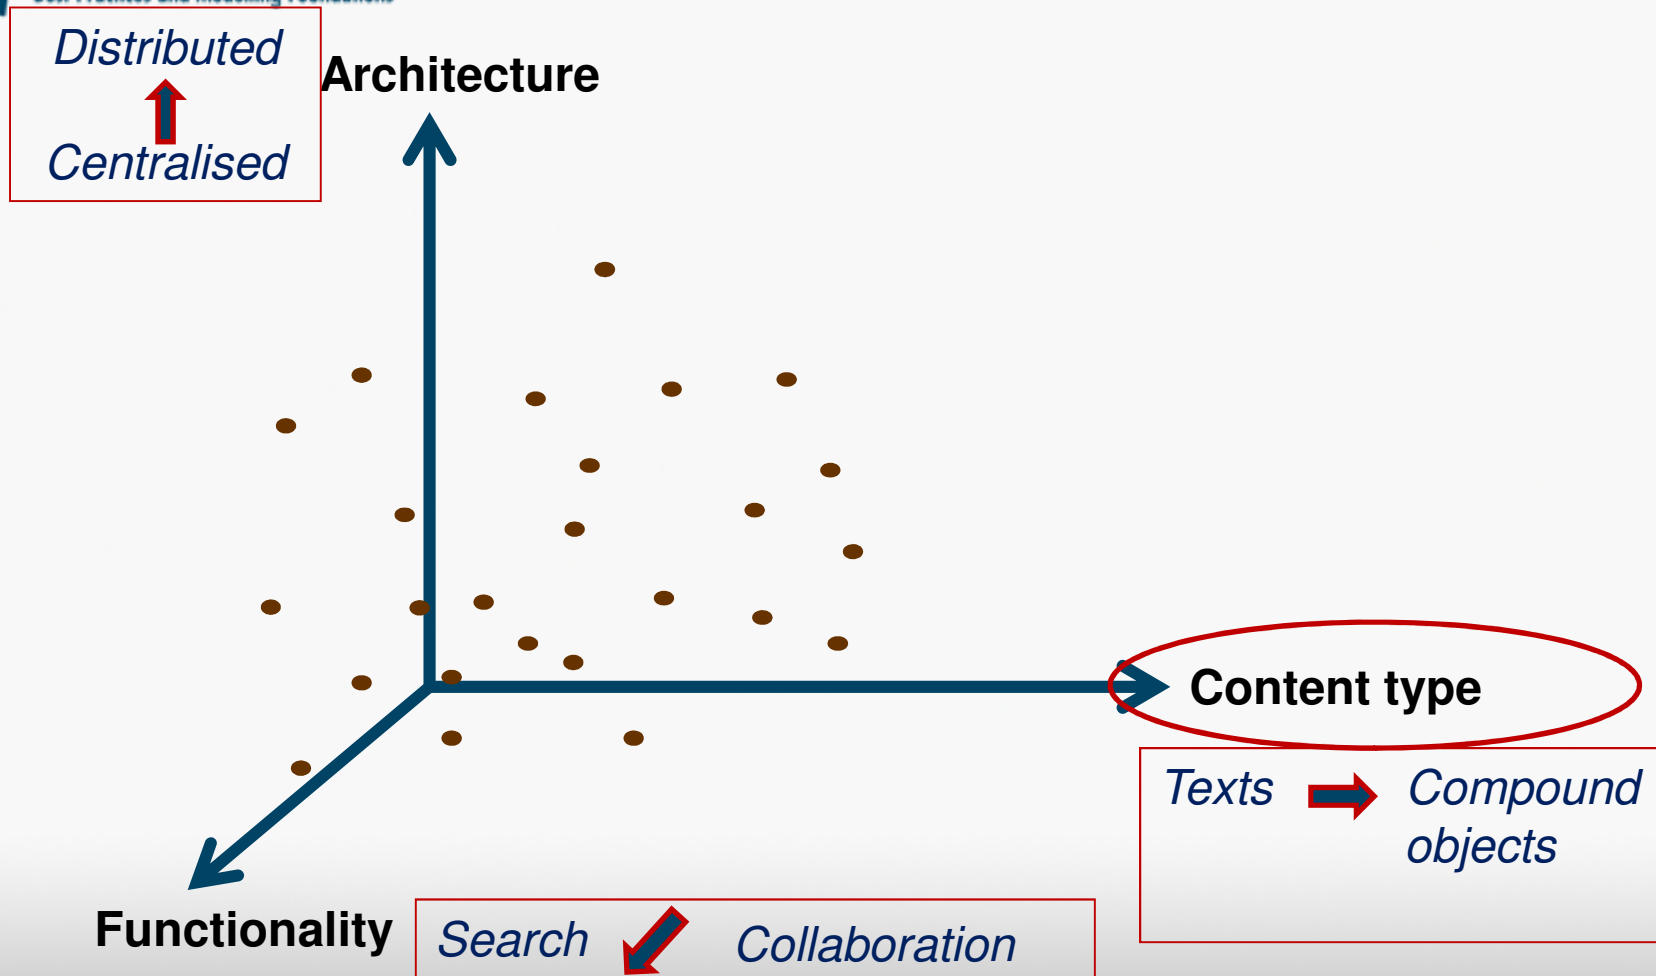 Distributed
Architecture
Centralised
Content type
Texts
Compound
objects
Functionality
Search
Collaboration